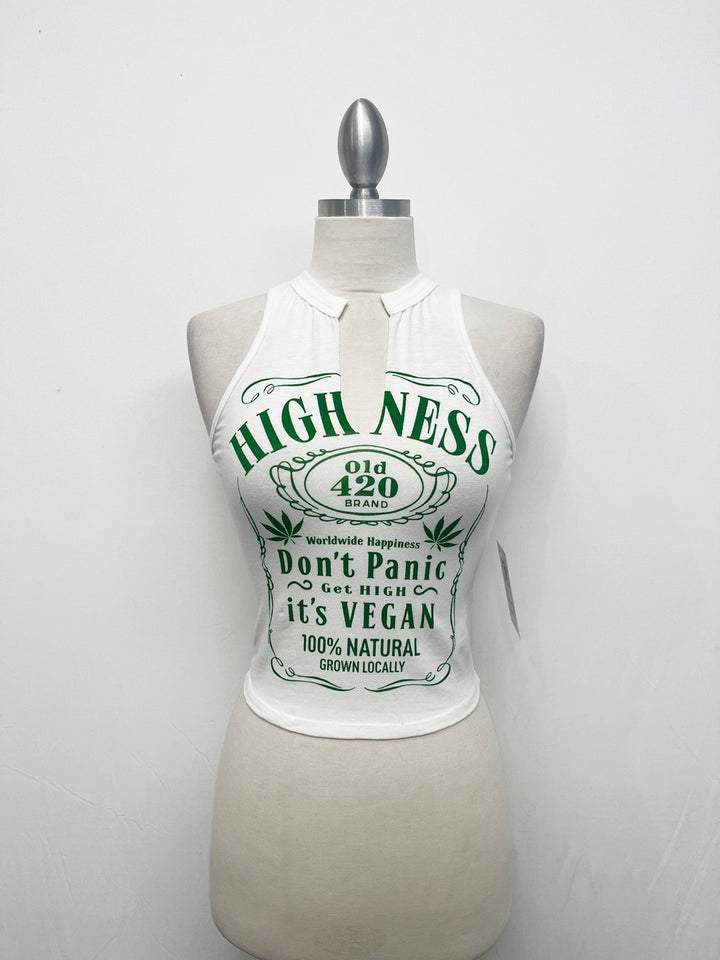 HIGH NESS
Old
420
BRAND
Worldwide Happiness
Don't Panic
Get HIGH
it's VEGAN
100% NATURAL
GROWN LOCALLY